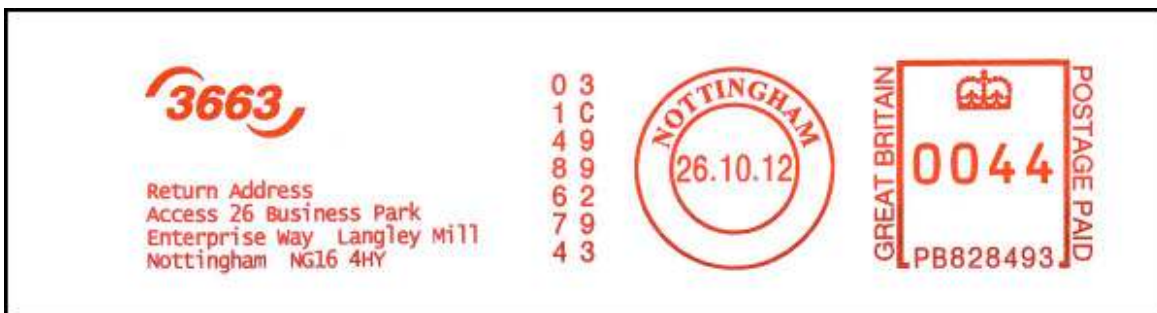 3663
Return Address
Access 26 Business Park
Enterprise Way Langley Mill
Nottingham NG16 4HY
0 3
1 C
4 9
8 9
6 2
7 9
4 3
NOTTINGHAM
26.10.12
GREAT BRITAIN
0044
POSTAGE PAID
PB828493